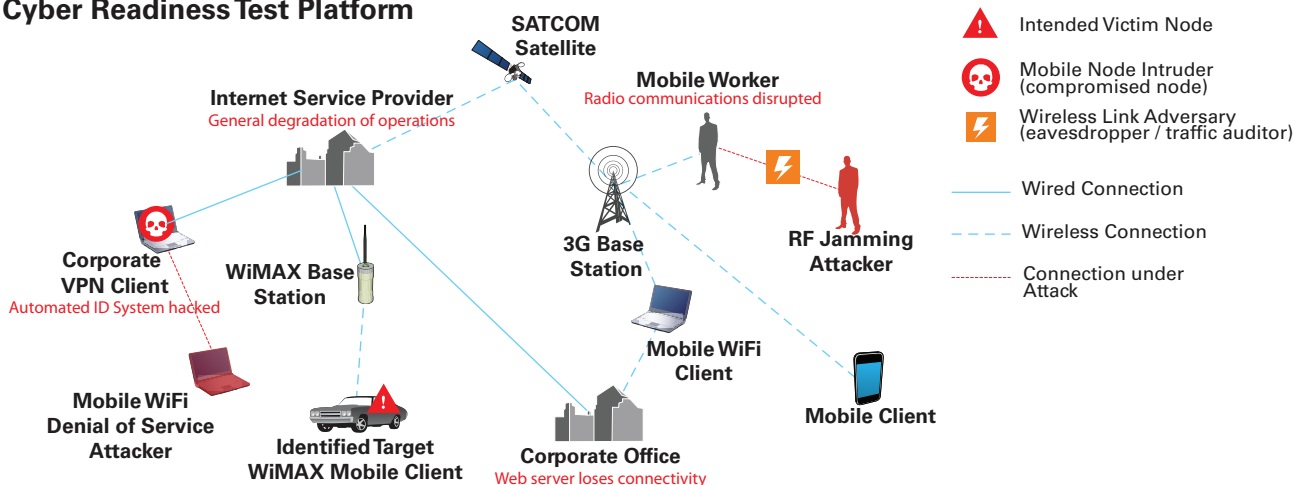 Cyber Readiness Test Platform
SATCOM
Satellite
Internet Service Provider
General degradation of operations
Mobile Worker
Radio communications disrupted
Corporate
VPN Client
Automated ID System hacked
WiMAX Base
Station
3G Base
Station
RF Jamming
Attacker
Mobile WiFi
Client
Mobile WiFi
Denial of Service
Attacker
Identified Target
WiMAX Mobile Client
Corporate Office
Web server loses connectivity
Mobile Client
!
!
Intended Victim Node
Mobile Node Intruder
(compromised node)
Wireless Link Adversary
(eavesdropper / traffic auditor)
Wired Connection
Wireless Connection
Connection under
Attack